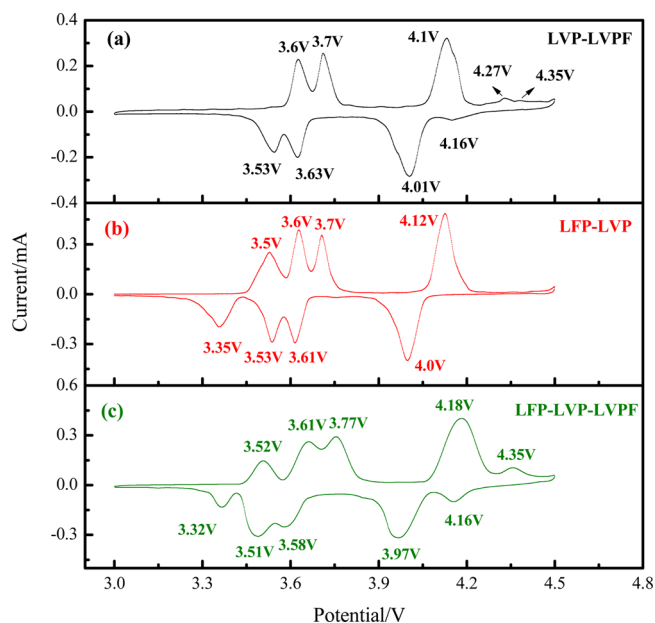 (a)
LVP-LVPF
3.6V
3.7V
4.1V
4.27V
4.35V
3.53V
3.63V
4.01V
4.16V
0.4
0.2
0.0
-0.2
-0.4
(b)
LFP-LVP
3.5V
3.6V
3.7V
4.12V
3.35V
3.53V
3.61V
4.0V
0.3
0.0
-0.3
0.6
(c)
LFP-LVP-LVPF
3.52V
3.61V
3.77V
4.18V
4.35V
3.32V
3.51V
3.58V
3.97V
4.16V
0.3
0.0
-0.3
Current/mA
3.0 3.3 3.6 3.9 4.2 4.5 4.8
Potential/V